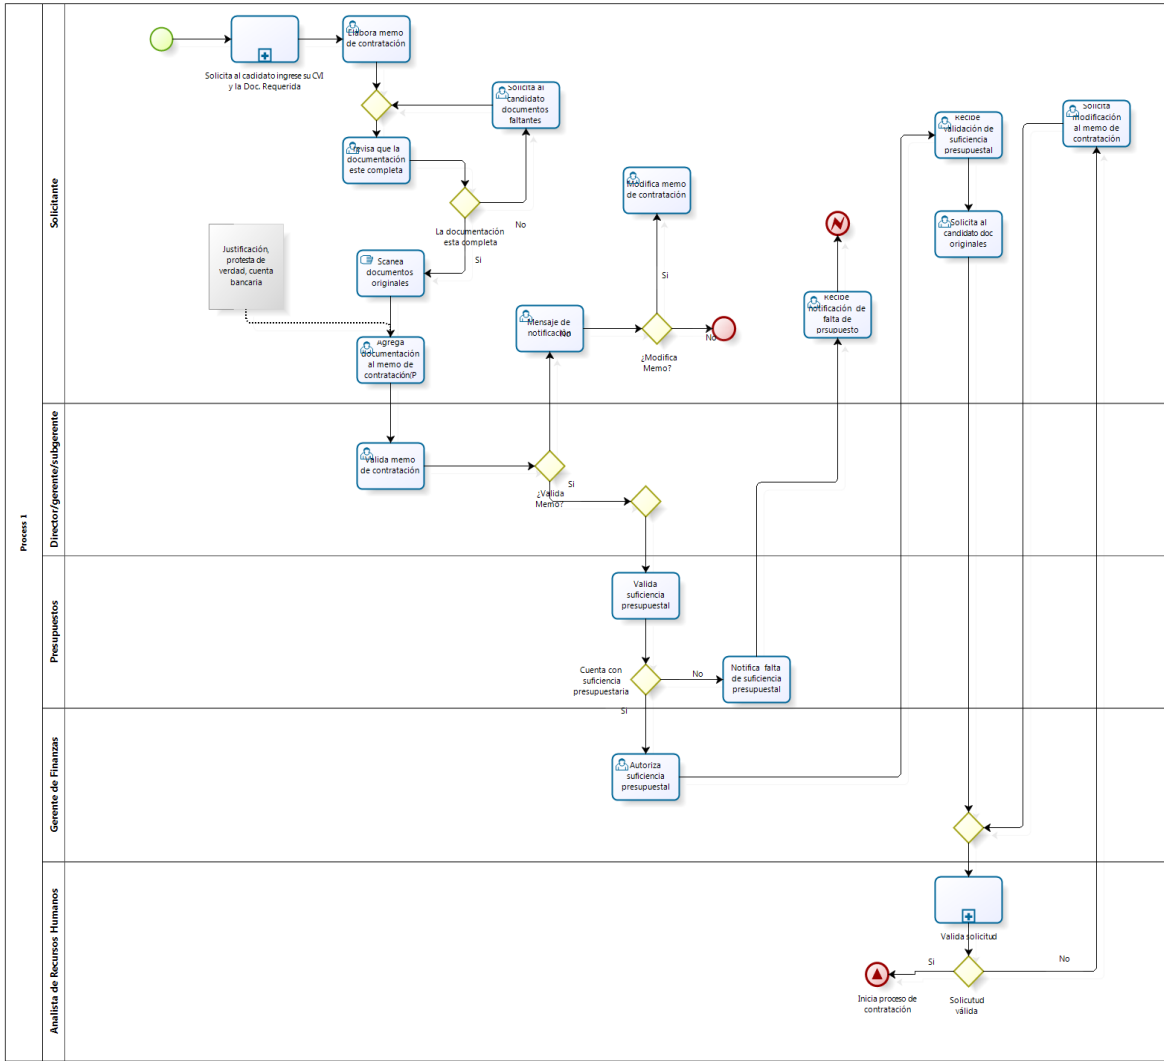 Process 1
Solicitante
Solicita al cadidato ingrese su CVI
y la Doc. Requerida
Elabora memo
de contratación
Solicita al
candidato
documentos
faltantes
revisa que la
documentación
este completa
No
La documentación
esta completa
Si
Justificación,
protesta de
verdad, cuenta
bancaria
Scanea
documentos
originales
Agrega
documentación
al memo de
contratación(P
Modifica memo
de contratación
Si
Mensaje de
notificación
No
¿Modifica
Memo?
No
Recibe
notificación de
falta de
prsupuesto
Recibe
validación de
suficiencia
presupuestal
Solicita
modificación
al memo de
contratación
Solicita al
candidato doc
originales
Director/gerente/subgerente
Valida memo
de contratación
Si
¿Valida
Memo?
Presupuestos
Valida
suficiencia
presupuestal
Cuenta con
suficiencia
presupuestaria
No
Si
Notifica falta
de suficiencia
presupuestal
Gerente de Finanzas
Autoriza
suficiencia
presupuestal
Analista de Recursos Humanos
Valida solicitud
Si
No
Inicia proceso de
contratación
Solicutud
válida